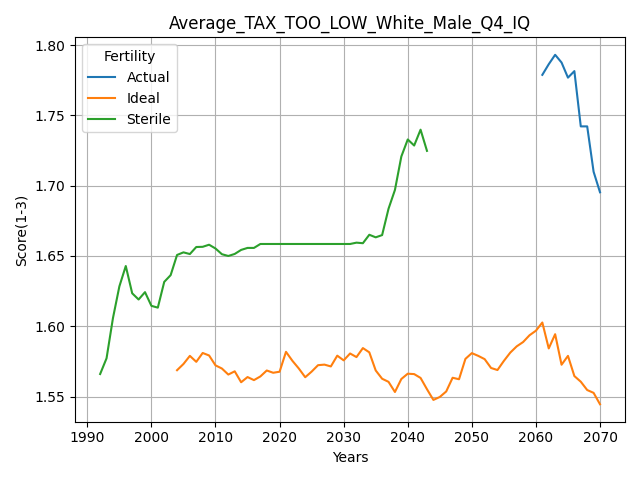 Average_TAX_TOO_LOW_White_Male_Q4_IQ
Fertility
Actual
Ideal
Sterile
Score(1-3)
1.80
1.75
1.70
1.65
1.60
1.55
1990 2000 2010 2020 2030 2040 2050 2060 2070
Years